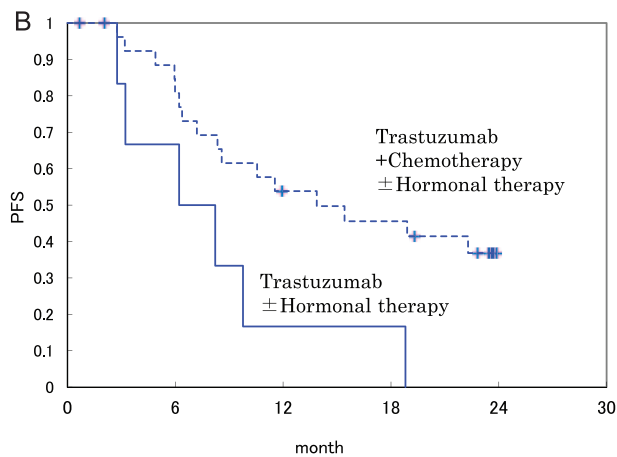 B
1
0.9
0.8
0.7
0.6
0.5
0.4
0.3
0.2
0.1
0
PFS
Trastuzumab
+Chemotherapy
±Hormonal therapy
Trastuzumab
±Hormonal therapy
0 6 12 18 24 30
month